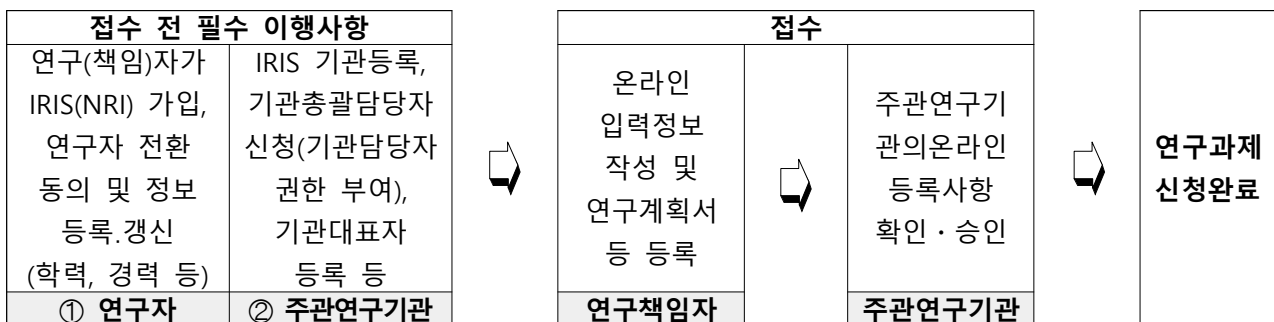 접수 전 필수 이행사항
연구(책임)자가
IRIS(NRI) 가입,
연구자 전환
동의 및 정보
등록.갱신
(학력, 경력 등)
① 연구자
IRIS 기관등록,
기관총괄담당자
신청(기관담당자
권한 부여),
기관대표자
등록 등
② 주관연구기관
접수
온라인
입력정보
작성 및
연구계획서
등 등록
연구책임자
주관연구기
관의온라인
등록사항
확인・승인
주관연구기관
연구과제
신청완료